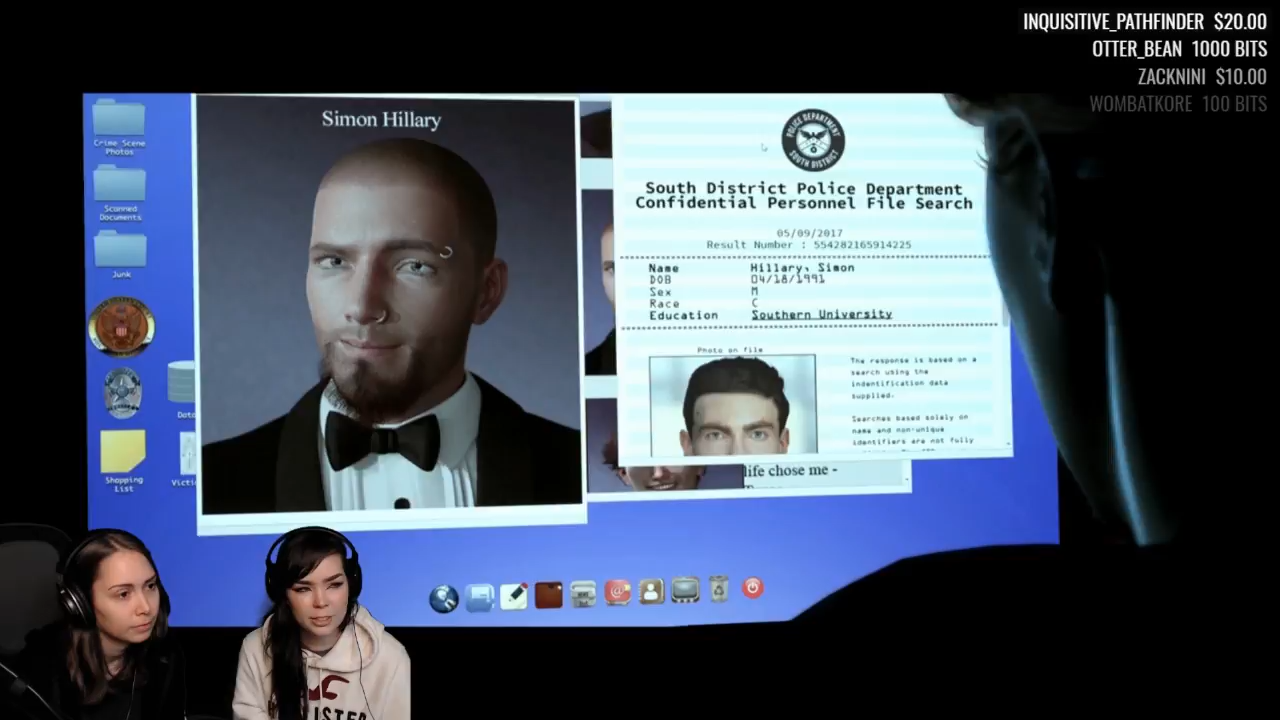 INQUISITIVE_PATHFINDER $20.00
OTTER_BEAN 1000 BITS
ZACKNINI $10.00
WOMBATKORE 100 BITS
Crime Scene
Photos
Scanned
Documents
Junk
Shopping
List
Simon Hillary
POLICE DEPARTMENT
SOUTH DISTRICT
South District Police Department
Confidential Personnel File Search
05/09/2017
Result Number : 554282165914225
Name Hillary, Simon
DOB 04/18/1991
Sex M
Race C
Education Southern University
Photo on file
The response is based on a
search using the
indentification data
supplied.
Searches based solely on
name and non-unique
identifiers are not fully
life chose me -